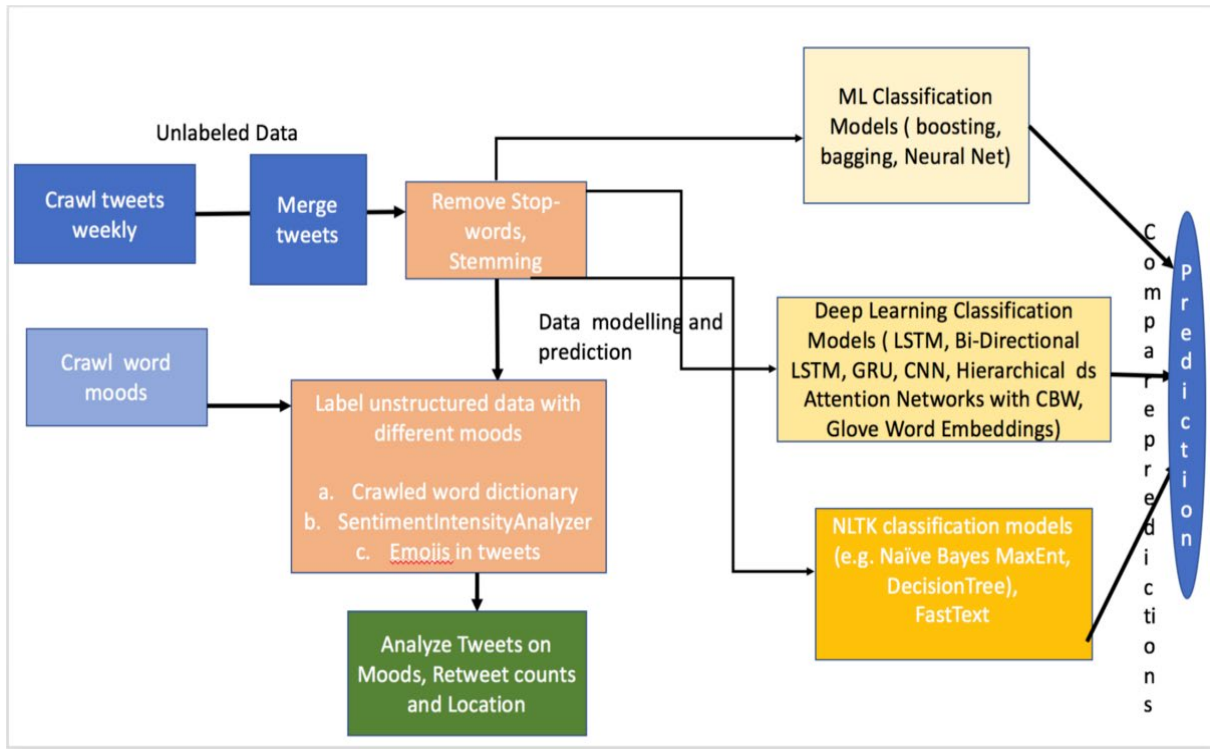 Unlabeled Data
Crawl tweets
weekly
Merge
tweets
Remove Stop-
words,
Stemming
Crawl word
moods
Data modelling and
prediction
Label unstructured data with
different moods
a. Crawled word dictionary
b. SentimentIntensityAnalyzer
c. Emojis in tweets
Analyze Tweets on
Moods, Retweet counts
and Location
ML Classification
Models ( boosting,
bagging, Neural Net)
Deep Learning Classification
Models ( LSTM, Bi-Directional
LSTM, GRU, CNN, Hierarchical ds
Attention Networks with CBW,
Glove Word Embeddings)
NLTK classification models
(e.g. Naïve Bayes MaxEnt,
DecisionTree),
FastText
Compare predictions
Prediction